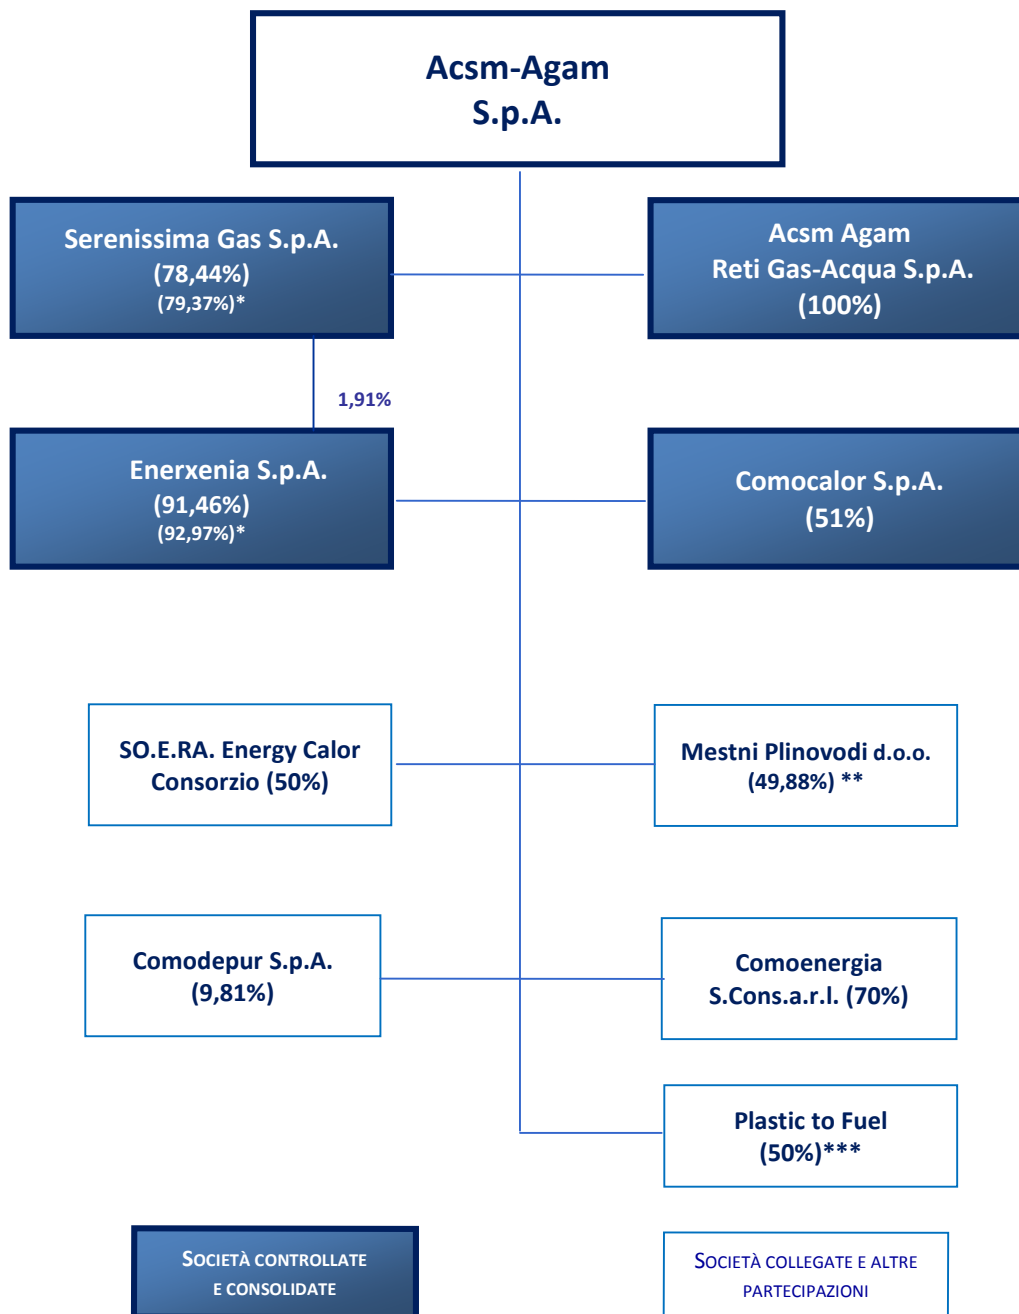 Acsm-Agam
S.p.A.
Serenissima Gas S.p.A.
(78,44%)
(79,37%)*
Acsm Agam
Reti Gas-Acqua S.p.A.
(100%)
1,91%
Enerxenia S.p.A.
(91,46%)
(92,97%)*
Comocalor S.p.A.
(51%)
SO.E.RA. Energy Calor
Consorzio (50%)
Mestni Plinovodi d.o.o.
(49,88%) **
Comodepur S.p.A.
(9,81%)
Comoenergia
S.Cons.a.r.l. (70%)
Plastic to Fuel
(50%)***
SOCIETÀ CONTROLLATE
E CONSOLIDATE
SOCIETÀ COLLEGATE E ALTRE
PARTECIPAZIONI